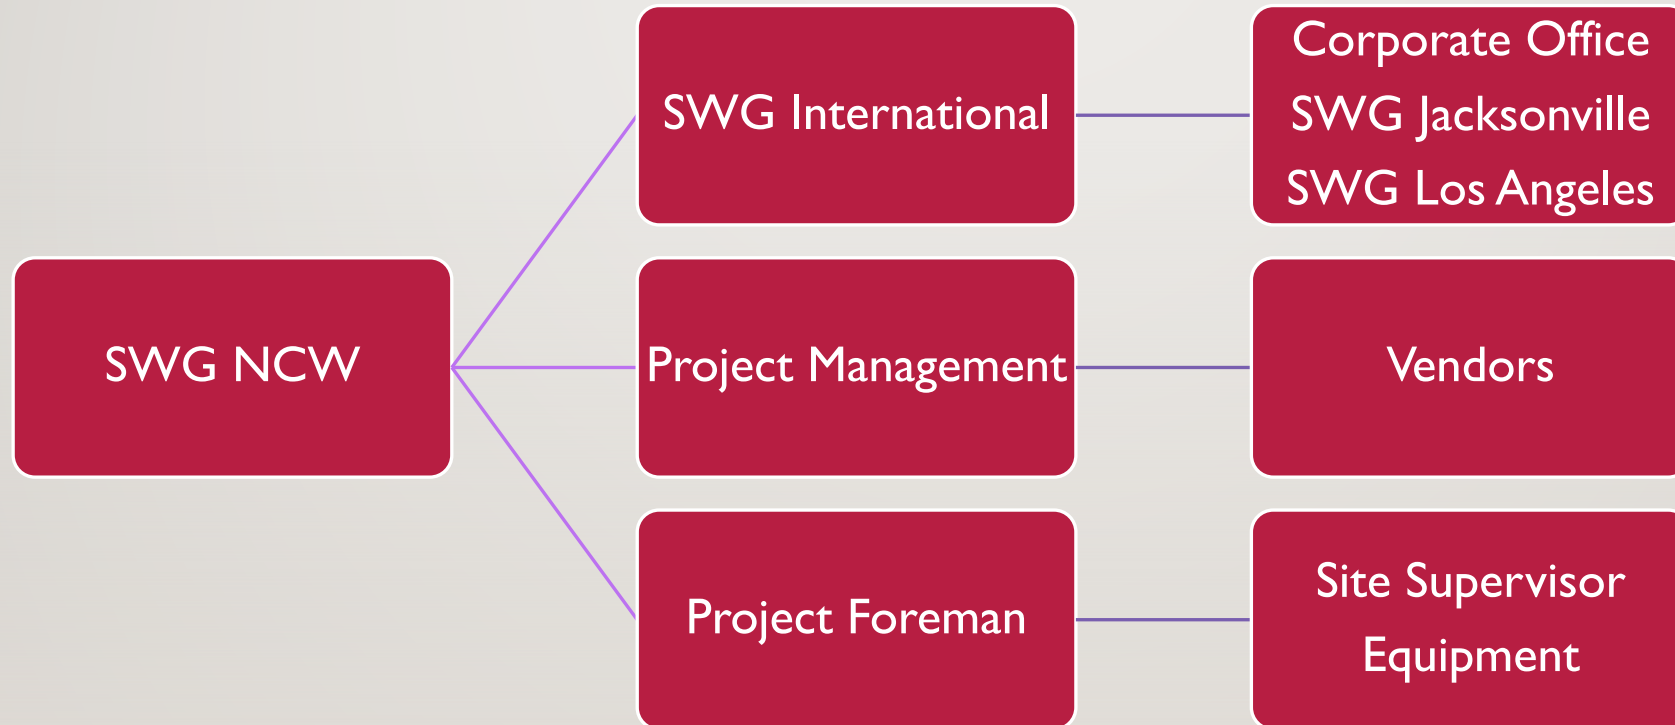 SWG NCW
SWG International
Corporate Office
SWG Jacksonville
SWG Los Angeles
Project Management
Vendors
Project Foreman
Site Supervisor
Equipment